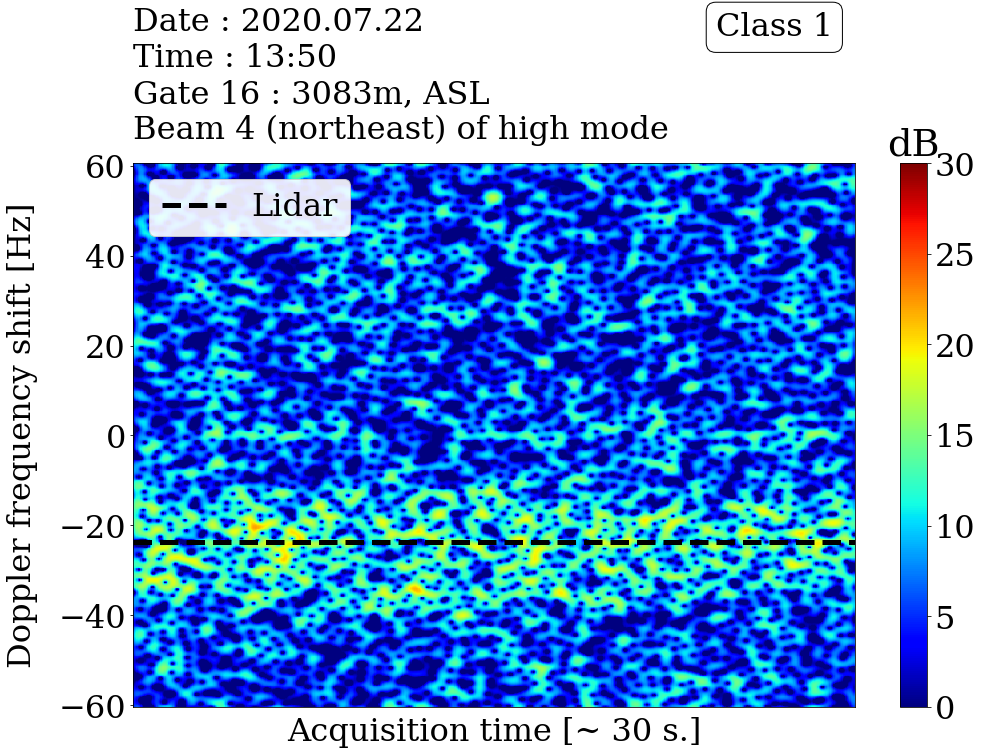 Date : 2020.07.22
Time : 13:50
Gate 16 : 3083m, ASL
Beam 4 (northeast) of high mode
Class 1
dB
60
40
20
0
−20
−40
−60
Doppler frequency shift [Hz]
Lidar
30
25
20
15
10
5
0
Acquisition time [~ 30 s.]